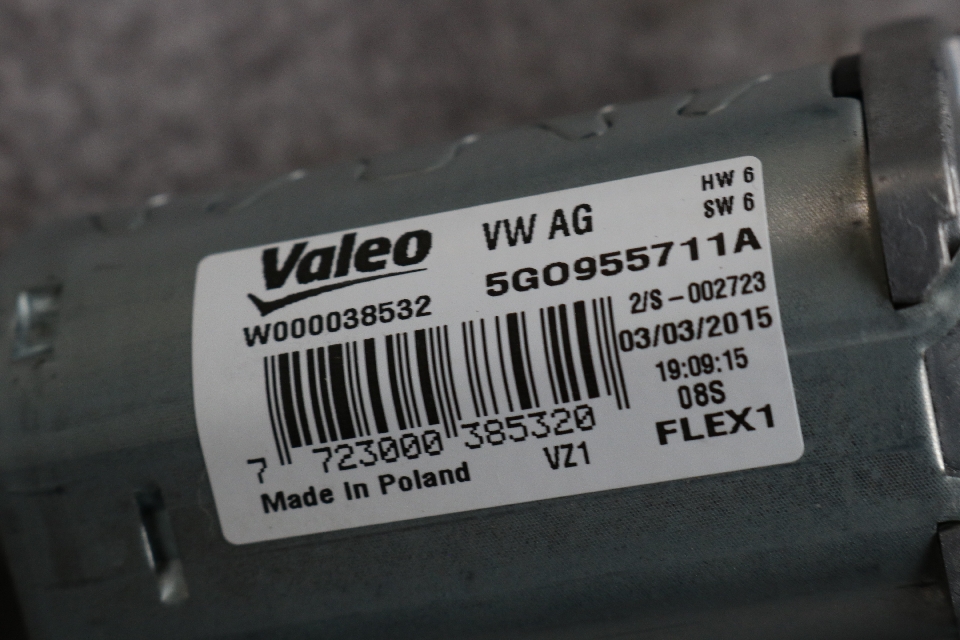 Valeo
VW AG
HW 6
SW 6
5G0955711A
W000038532
2/S-002723
03/03/2015
19:09:15
08S
FLEX1
7 723000 385320
VZ1
Made in Poland